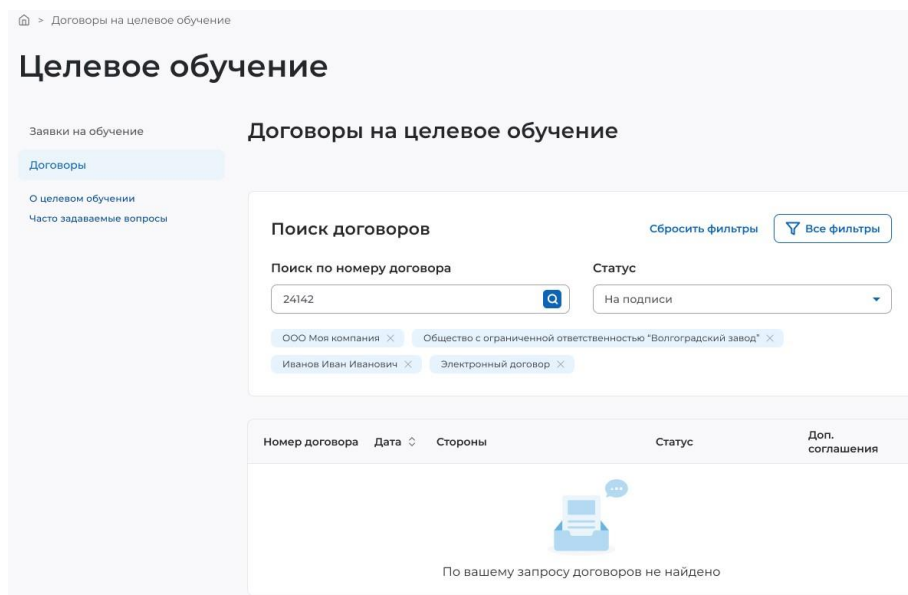 > Договоры на целевое обучение
Целевое обучение
Заявки на обучение
Договоры
О целевом обучении
Часто задаваемые вопросы
Договоры на целевое обучение
Поиск договоров
Сбросить фильтры
Все фильтры
Поиск по номеру договора
Статус
24142
На подписи
ООО Моя компания ×
Общество с ограниченной ответственностью "Волгоградский завод" ×
Иванов Иван Иванович ×
Электронный договор ×
Номер договора Дата Стороны Статус Доп.
соглашения
По вашему запросу договоров не найдено